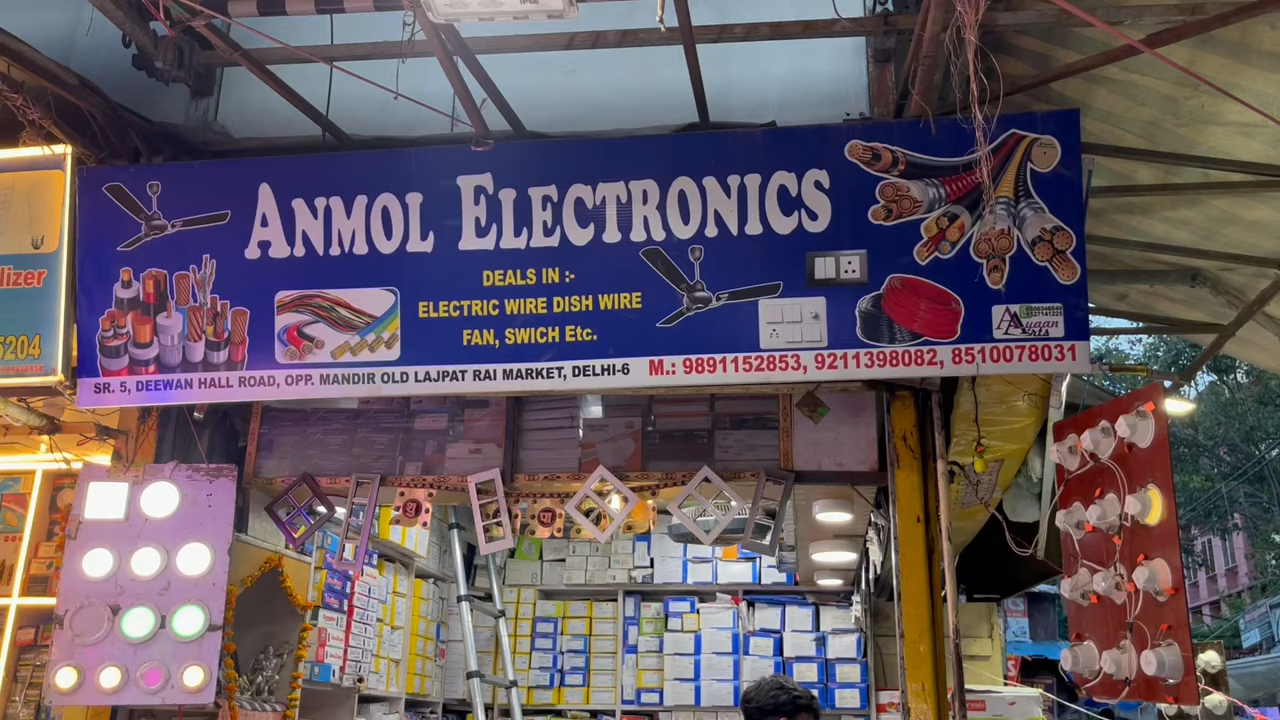 ANMOL ELECTRONICS
DEALS IN :-
ELECTRIC WIRE DISH WIRE
FAN, SWICH Etc.
SR. 5, DEEWAN HALL ROAD, OPP. MANDIR OLD LAJPAT RAI MARKET, DELHI-6
M.: 9891152853, 9211398082, 8510078031
Ayaan
lizer
5204